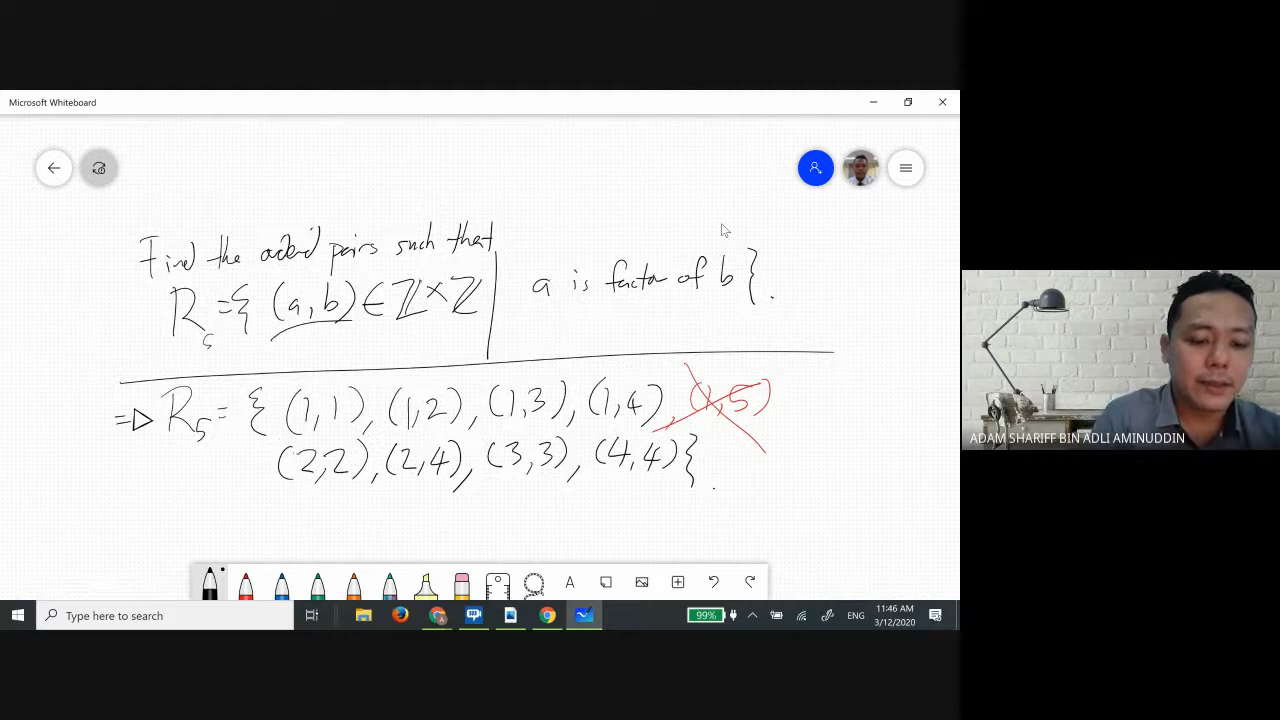 Microsoft Whiteboard
Find the ordered pairs such that
R₅ = { (a, b) ∈ ℤ × ℤ | a is factor of b }.
⇒ R₅ = { (1,1), (1,2), (1,3), (1,4), (1,5)
(2,2), (2,4), (3,3), (4,4) }.
ADAM SHARIFF BIN ADLI AMINUDDIN
A
Type here to search
99%
ENG
11:46 AM
3/12/2020